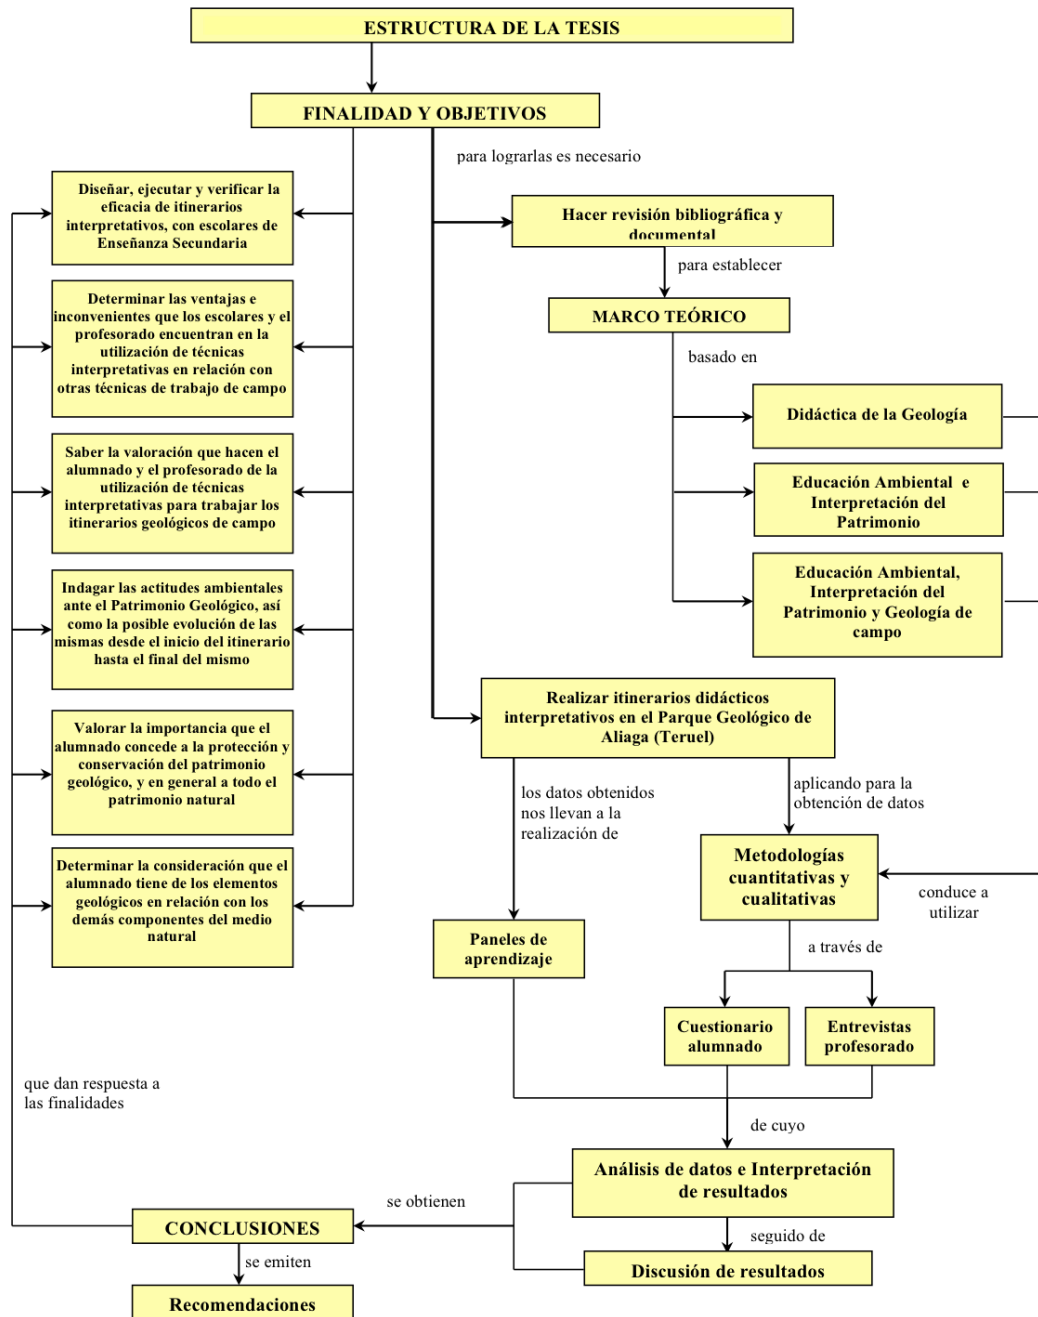 ESTRUCTURA DE LA TESIS
FINALIDAD Y OBJETIVOS
para lograrlas es necesario
Diseñar, ejecutar y verificar la
eficacia de itinerarios
interpretativos, con escolares de
Enseñanza Secundaria
Determinar las ventajas e
inconvenientes que los escolares y el
profesorado encuentran en la
utilización de técnicas
interpretativas en relación con
otras técnicas de trabajo de campo
Saber la valoración que hacen el
alumnado y el profesorado de la
utilización de técnicas
interpretativas para trabajar los
itinerarios geológicos de campo
Indagar las actitudes ambientales
ante el Patrimonio Geológico, así
como la posible evolución de las
mismas desde el inicio del itinerario
hasta el final del mismo
Valorar la importancia que el
alumnado concede a la protección y
conservación del patrimonio
geológico, y en general a todo el
patrimonio natural
Determinar la consideración que el
alumnado tiene de los elementos
geológicos en relación con los
demás componentes del medio
natural
Hacer revisión bibliográfica y
documental
para establecer
MARCO TEÓRICO
basado en
Didáctica de la Geología
Educación Ambiental e
Interpretación del
Patrimonio
Educación Ambiental,
Interpretación del
Patrimonio y Geología de
campo
Realizar itinerarios didácticos
interpretativos en el Parque Geológico de
Aliaga (Teruel)
los datos obtenidos
nos llevan a la
realización de
aplicando para la
obtención de datos
Metodologías
cuantitativas y
cualitativas
conduce a
utilizar
Paneles de
aprendizaje
a través de
Cuestionario
alumnado
Entrevistas
profesorado
que dan respuesta a
las finalidades
de cuyo
Análisis de datos e Interpretación
de resultados
se obtienen
CONCLUSIONES
seguido de
Discusión de resultados
se emiten
Recomendaciones